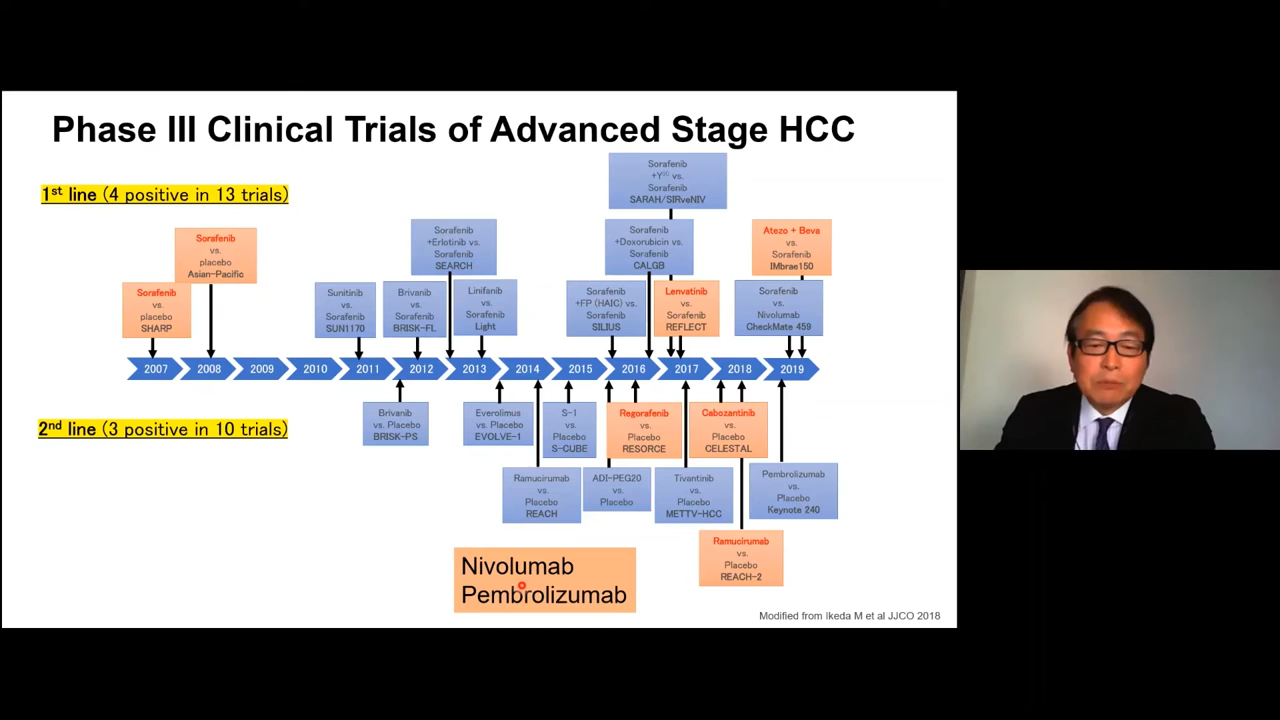 Phase III Clinical Trials of Advanced Stage HCC
1st line (4 positive in 13 trials)
Sorafenib
vs.
placebo
SHARP
Sorafenib
vs.
placebo
Asian-Pacific
Sunitinib
vs.
Sorafenib
SUN1170
Brivanib
vs.
Sorafenib
BRISK-FL
Sorafenib
+Erlotinib vs.
Sorafenib
SEARCH
Linifanib
vs.
Sorafenib
Light
Sorafenib
+FP (HAIC) vs.
Sorafenib
SILIUS
Sorafenib
+Y90 vs.
Sorafenib
SARAH/SIRveNIV
Sorafenib
+Doxorubicin vs.
Sorafenib
CALGB
Lenvatinib
vs.
Sorafenib
REFLECT
Atezo + Beva
vs.
Sorafenib
IMbrae150
Sorafenib
vs.
Nivolumab
CheckMate 459
2007 2008 2009 2010 2011 2012 2013 2014 2015 2016 2017 2018 2019
2nd line (3 positive in 10 trials)
Brivanib
vs. Placebo
BRISK-PS
Everolimus
vs. Placebo
EVOLVE-1
Ramucirumab
vs.
Placebo
REACH
S-1
vs.
Placebo
S-CUBE
ADI-PEG20
vs.
Placebo
Regorafenib
vs.
Placebo
RESORCE
Tivantinib
vs.
Placebo
METTV-HCC
Cabozantinib
vs.
Placebo
CELESTAL
Ramucirumab
vs.
Placebo
REACH-2
Pembrolizumab
vs.
Placebo
Keynote 240
Nivolumab
Pembrolizumab
Modified from Ikeda M et al JJCO 2018